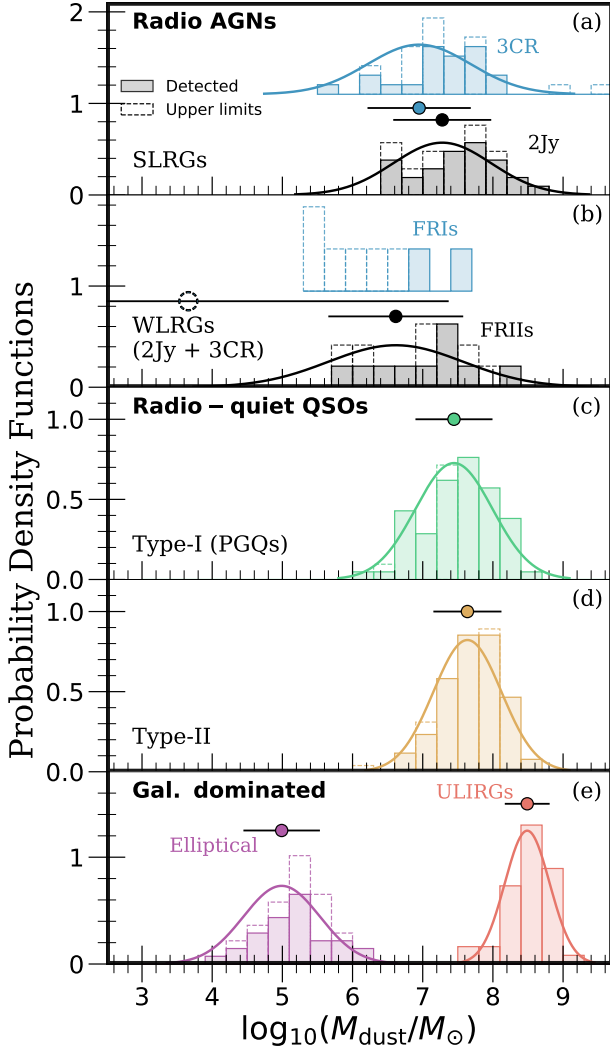 Radio AGNs
(a)
3CR
Detected
Upper limits
2Jy
SLRGs
2
1
0
(b)
FRIs
WLRGs
(2Jy + 3CR)
FRIIs
1
0
Radio − quiet QSOs
(c)
Type-I (PGQs)
1.0
0.5
0.0
(d)
Type-II
1.0
0.5
0.0
Gal. dominated
(e)
ULIRGs
Elliptical
1
0
3 4 5 6 7 8 9
log₁₀(M_dust/M_⊙)
Probability Density Functions